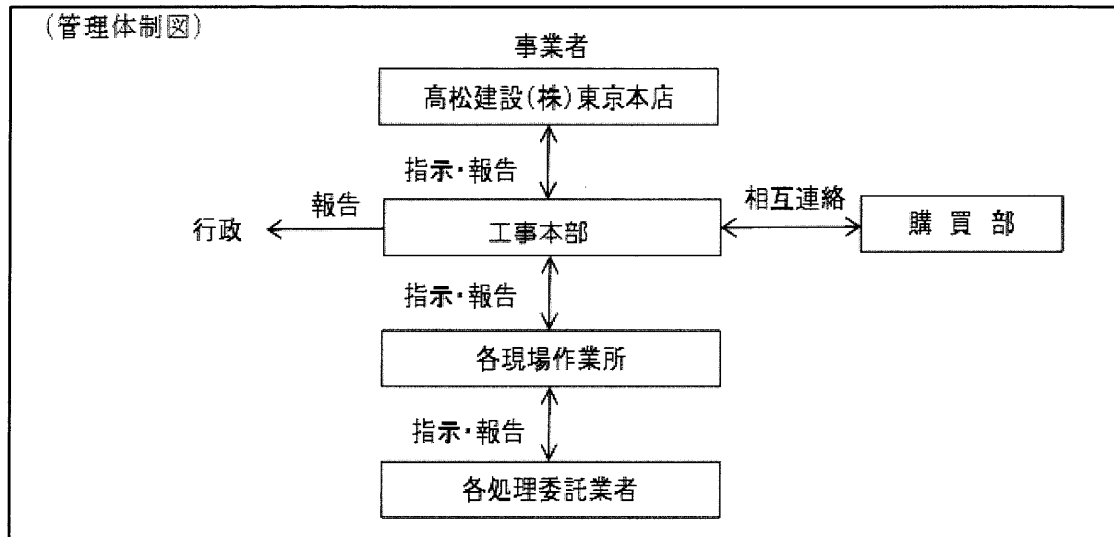 (管理体制図)
事業者
髙松建設(株)東京本店
指示・報告
報告
相互連絡
行政
工事本部
購買部
指示・報告
各現場作業所
指示・報告
各処理委託業者